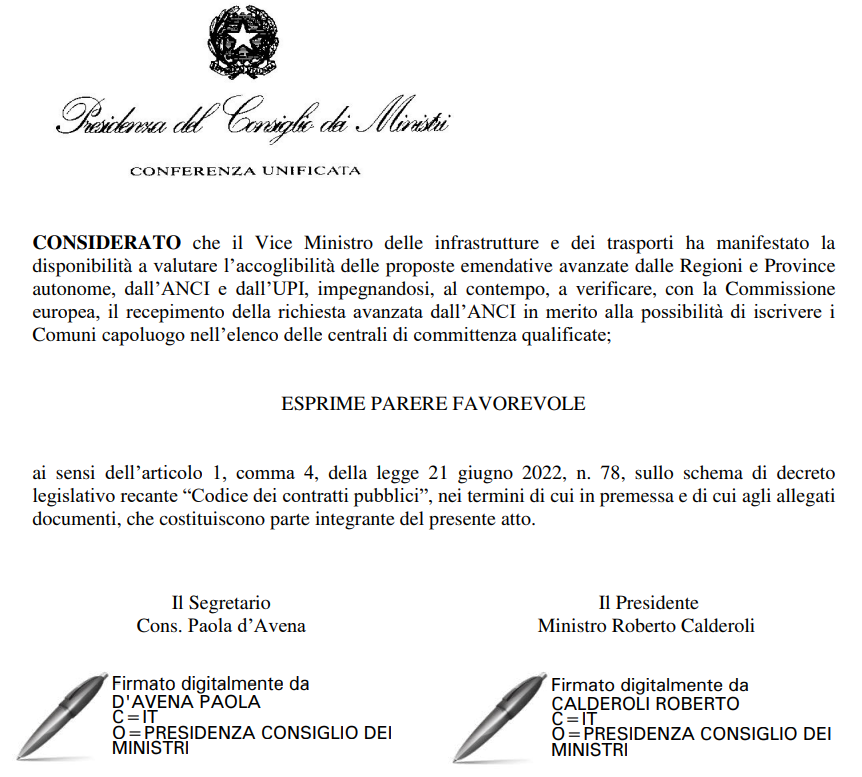 Presidenza del Consiglio dei Ministri
CONFERENZA UNIFICATA
CONSIDERATO che il Vice Ministro delle infrastrutture e dei trasporti ha manifestato la
disponibilità a valutare l’accoglibilità delle proposte emendative avanzate dalle Regioni e Province
autonome, dall’ANCI e dall’UPI, impegnandosi, al contempo, a verificare, con la Commissione
europea, il recepimento della richiesta avanzata dall’ANCI in merito alla possibilità di iscrivere i
Comuni capoluogo nell’elenco delle centrali di committenza qualificate;
ESPRIME PARERE FAVOREVOLE
ai sensi dell’articolo 1, comma 4, della legge 21 giugno 2022, n. 78, sullo schema di decreto
legislativo recante “Codice dei contratti pubblici”, nei termini di cui in premessa e di cui agli allegati
documenti, che costituiscono parte integrante del presente atto.
Il Segretario
Cons. Paola d’Avena
Il Presidente
Ministro Roberto Calderoli
Firmato digitalmente da
D'AVENA PAOLA
C=IT
O=PRESIDENZA CONSIGLIO DEI
MINISTRI
Firmato digitalmente da
CALDEROLI ROBERTO
C=IT
O=PRESIDENZA CONSIGLIO DEI
MINISTRI